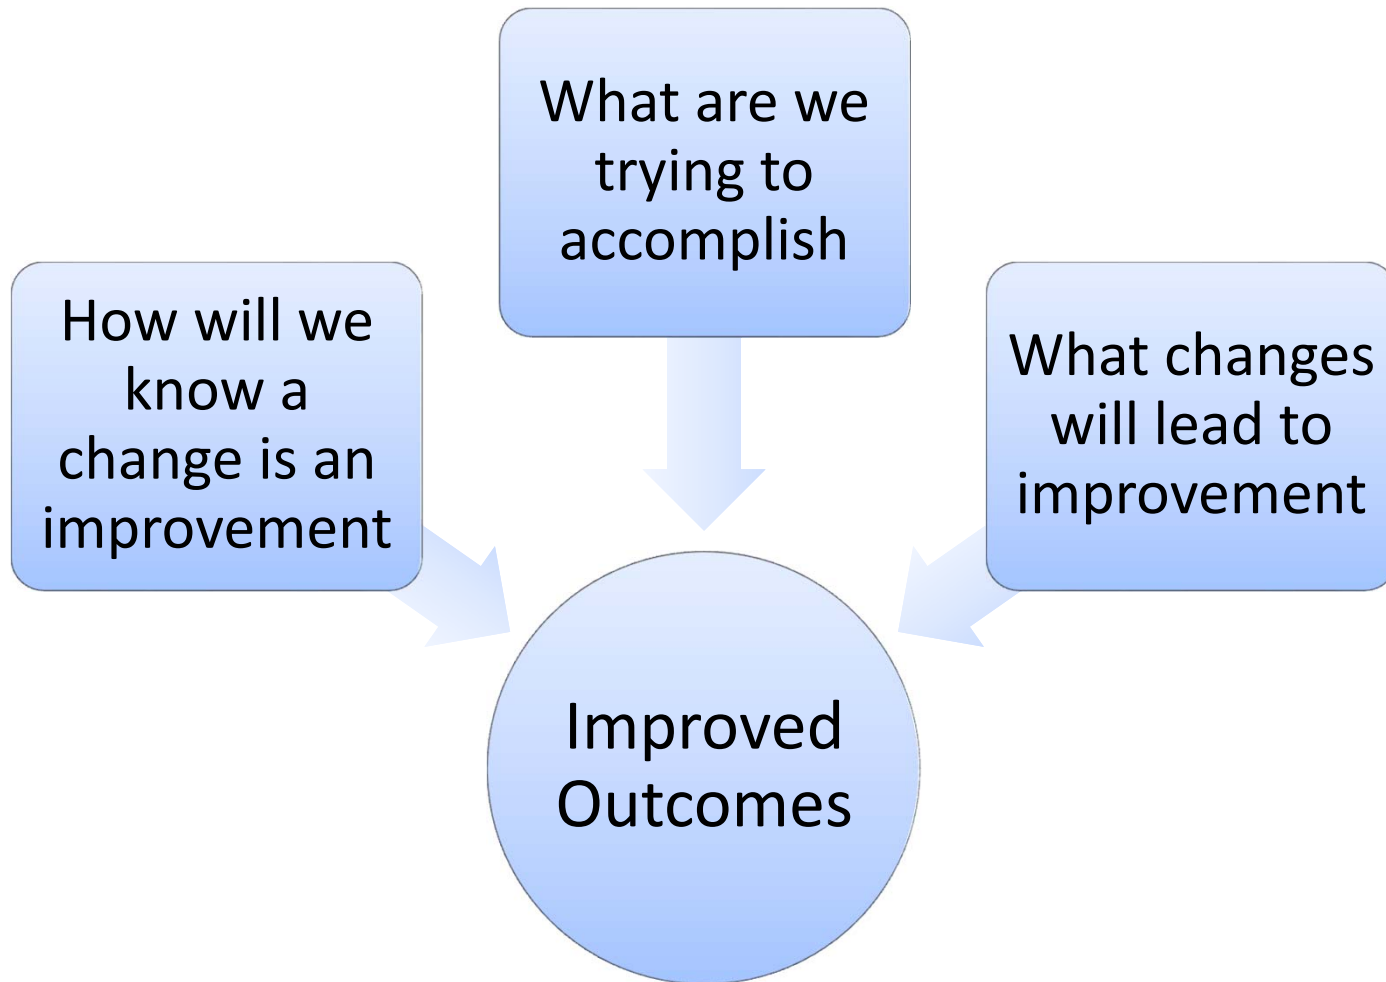 What are we
trying to
accomplish
How will we
know a
change is an
improvement
What changes
will lead to
improvement
Improved
Outcomes